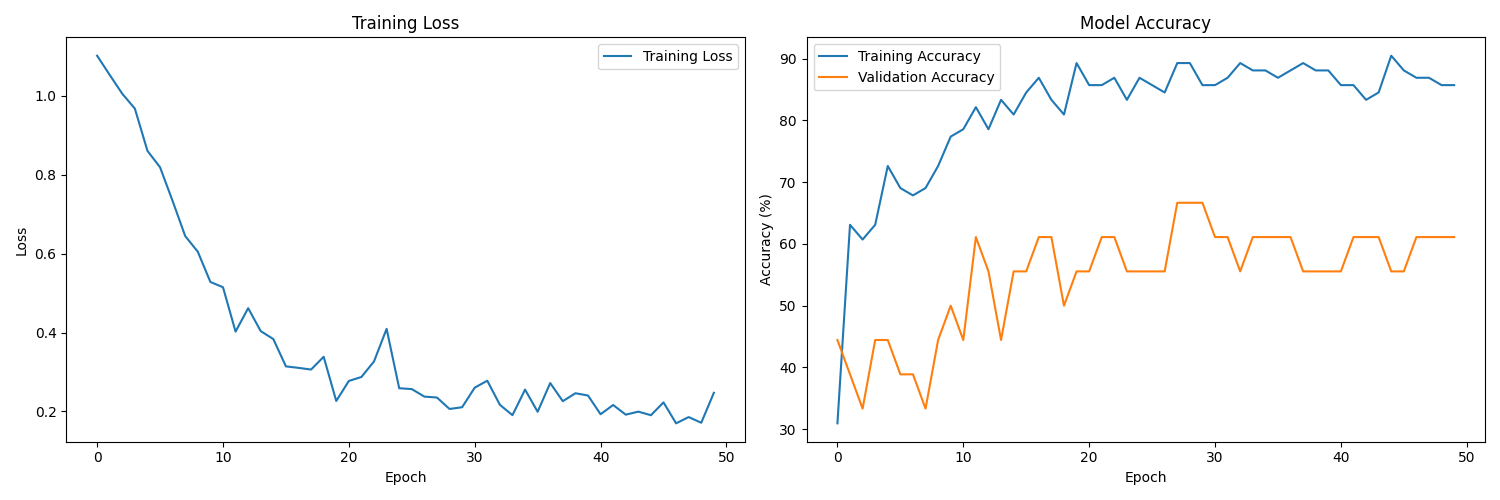 Training Loss
Training Loss
1.0
0.8
0.6
0.4
0.2
Loss
0 10 20 30 40 50
Epoch
Model Accuracy
Training Accuracy
Validation Accuracy
90
80
70
60
50
40
30
Accuracy (%)
0 10 20 30 40 50
Epoch